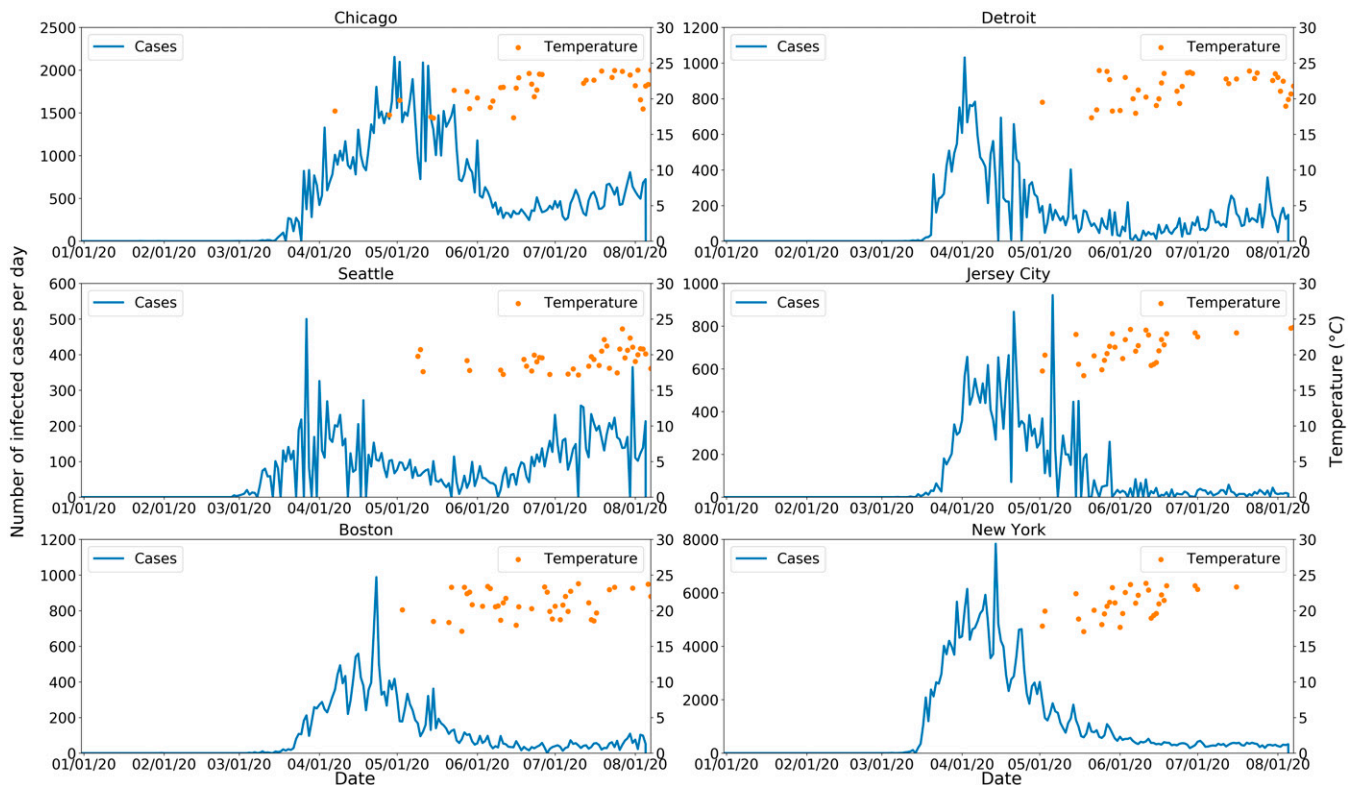 Chicago
Detroit
Cases
Temperature
2500
2000
1500
1000
500
0
30
25
20
15
10
5
0
01/01/20 02/01/20 03/01/20 04/01/20 05/01/20 06/01/20 07/01/20 08/01/20
Cases
Temperature
1200
1000
800
600
400
200
0
30
25
20
15
10
5
0
01/01/20 02/01/20 03/01/20 04/01/20 05/01/20 06/01/20 07/01/20 08/01/20
Number of infected cases per day
Seattle
Jersey City
Cases
Temperature
600
500
400
300
200
100
0
30
25
20
15
10
5
0
01/01/20 02/01/20 03/01/20 04/01/20 05/01/20 06/01/20 07/01/20 08/01/20
Cases
Temperature
1000
800
600
400
200
0
30
25
20
15
10
5
0
01/01/20 02/01/20 03/01/20 04/01/20 05/01/20 06/01/20 07/01/20 08/01/20
Temperature (°C)
Boston
New York
Cases
Temperature
1200
1000
800
600
400
200
0
30
25
20
15
10
5
0
01/01/20 02/01/20 03/01/20 04/01/20 05/01/20 06/01/20 07/01/20 08/01/20
Date
Cases
Temperature
8000
6000
4000
2000
0
30
25
20
15
10
5
0
01/01/20 02/01/20 03/01/20 04/01/20 05/01/20 06/01/20 07/01/20 08/01/20
Date